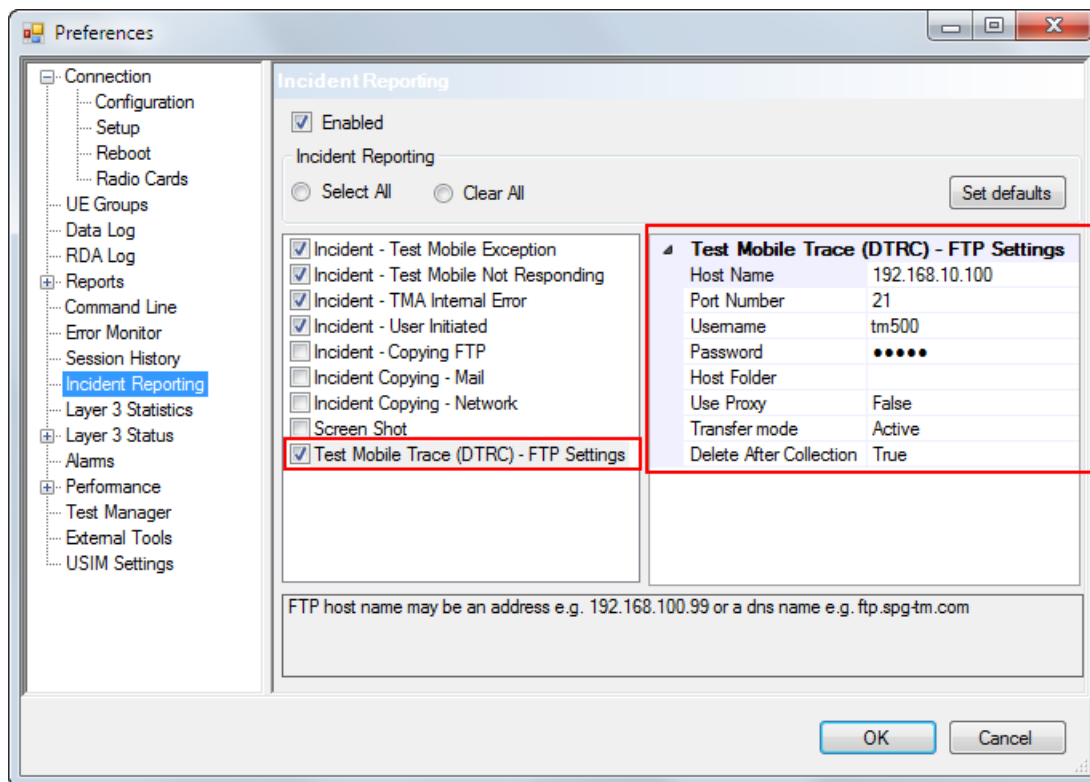 Preferences
Connection
Configuration
Setup
Reboot
Radio Cards
UE Groups
Data Log
RDA Log
Reports
Command Line
Error Monitor
Session History
Incident Reporting
Layer 3 Statistics
Layer 3 Status
Alarms
Performance
Test Manager
External Tools
USIM Settings
Incident Reporting
Enabled
Incident Reporting
Select All Clear All Set defaults
Incident - Test Mobile Exception
Incident - Test Mobile Not Responding
Incident - TMA Internal Error
Incident - User Initiated
Incident - Copying FTP
Incident Copying - Mail
Incident Copying - Network
Screen Shot
Test Mobile Trace (DTRC) - FTP Settings
Test Mobile Trace (DTRC) - FTP Settings
Host Name 192.168.10.100
Port Number 21
Username tm500
Password •••••
Host Folder
Use Proxy False
Transfer mode Active
Delete After Collection True
FTP host name may be an address e.g. 192.168.100.99 or a dns name e.g. ftp.spg-tm.com
OK Cancel